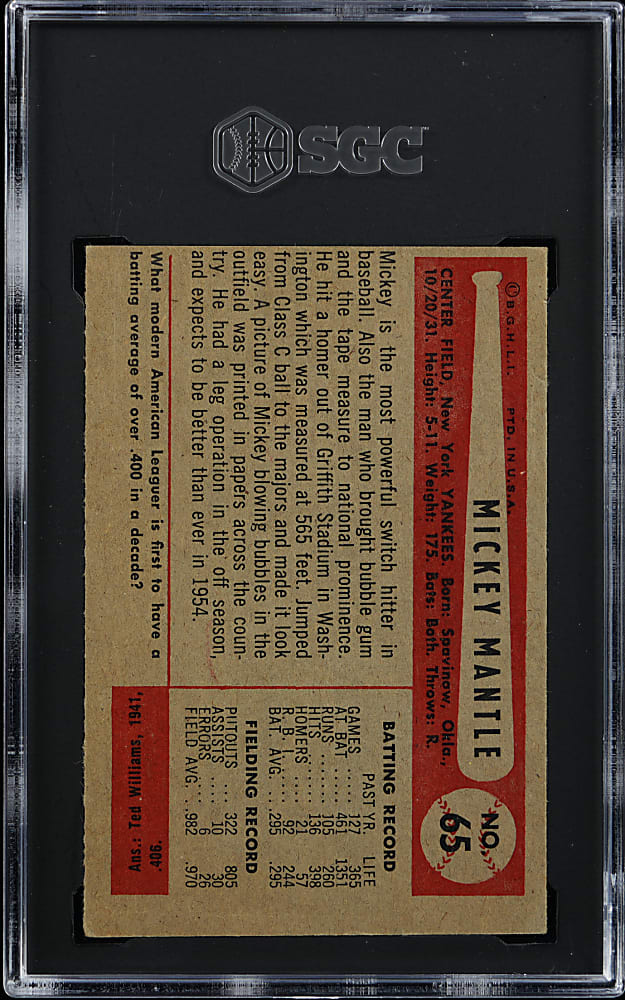 SGC
© B.G.H.L.I. PTD. IN U.S.A.
MICKEY MANTLE
NO. 65
CENTER FIELD, New York YANKEES. Born: Spavinaw, Okla.,
10/20/31. Height: 5-11. Weight: 175. Bats: Both. Throws: R.
Mickey is the most powerful switch hitter in
baseball. Also the man who brought bubble gum
and the tape measure to national prominence.
He hit a homer out of Griffith Stadium in Wash-
ington which was measured at 565 feet. Jumped
from Class C ball to the majors and made it look
easy. A picture of Mickey blowing bubbles in the
outfield was printed in papers across the coun-
try. He had a leg operation in the off season,
and expects to be better than ever in 1954.
BATTING RECORD
PAST YR. LIFE
GAMES ..... 127 365
AT BAT .... 461 1351
RUNS ...... 105 260
HITS ...... 136 398
HOMERS .... 21 57
R. B. I. .... 92 244
BAT. AVG. .. .295 .295
FIELDING RECORD
PUTOUTS ... 322 805
ASSISTS .... 10 30
ERRORS .... 6 26
FIELD AVG. .. .982 .970
What modern American Leaguer is first to have a
batting average of over .400 in a decade?
Ans.: Ted Williams, 1941,
.406.